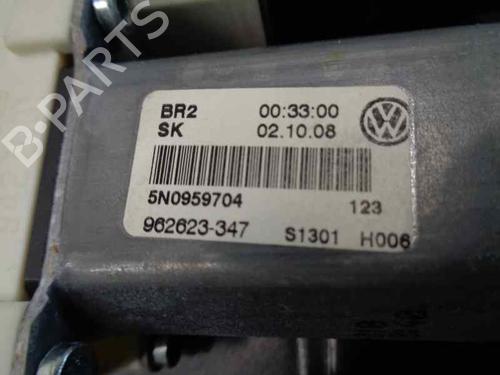 BR2 00:33:00
SK 02.10.08
5N0959704 123
962623-347 S1301 H006
B-PARTS